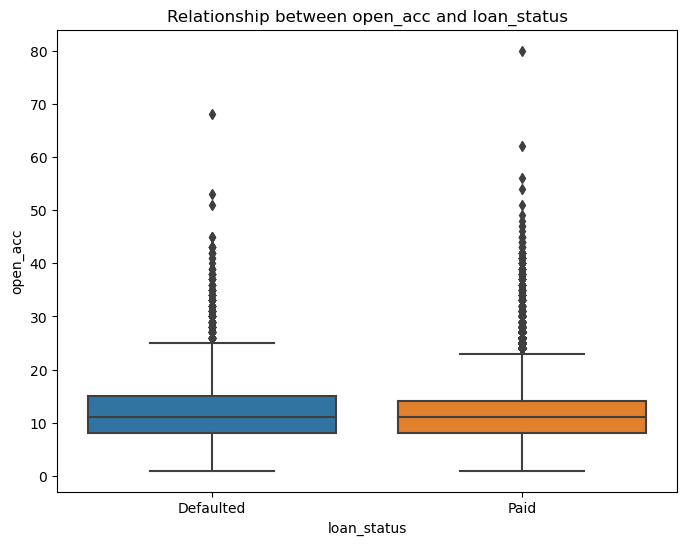 Relationship between open_acc and loan_status
80
70
60
50
40
30
20
10
0
open_acc
Defaulted
Paid
loan_status